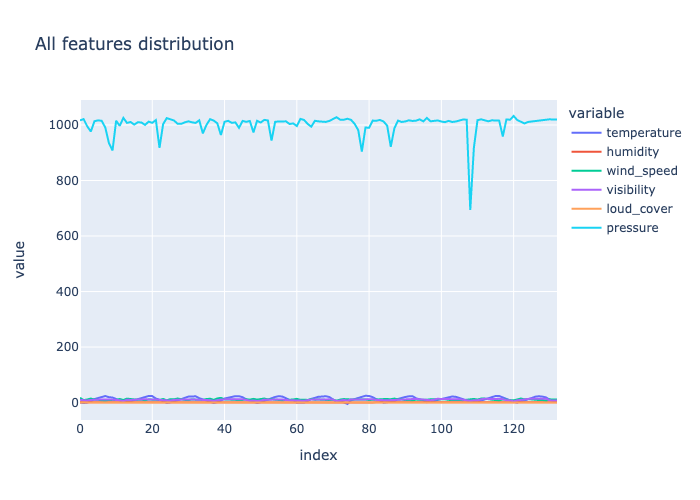 All features distribution
variable
temperature
humidity
wind_speed
visibility
loud_cover
pressure
value
1000
800
600
400
200
0
0 20 40 60 80 100 120
index